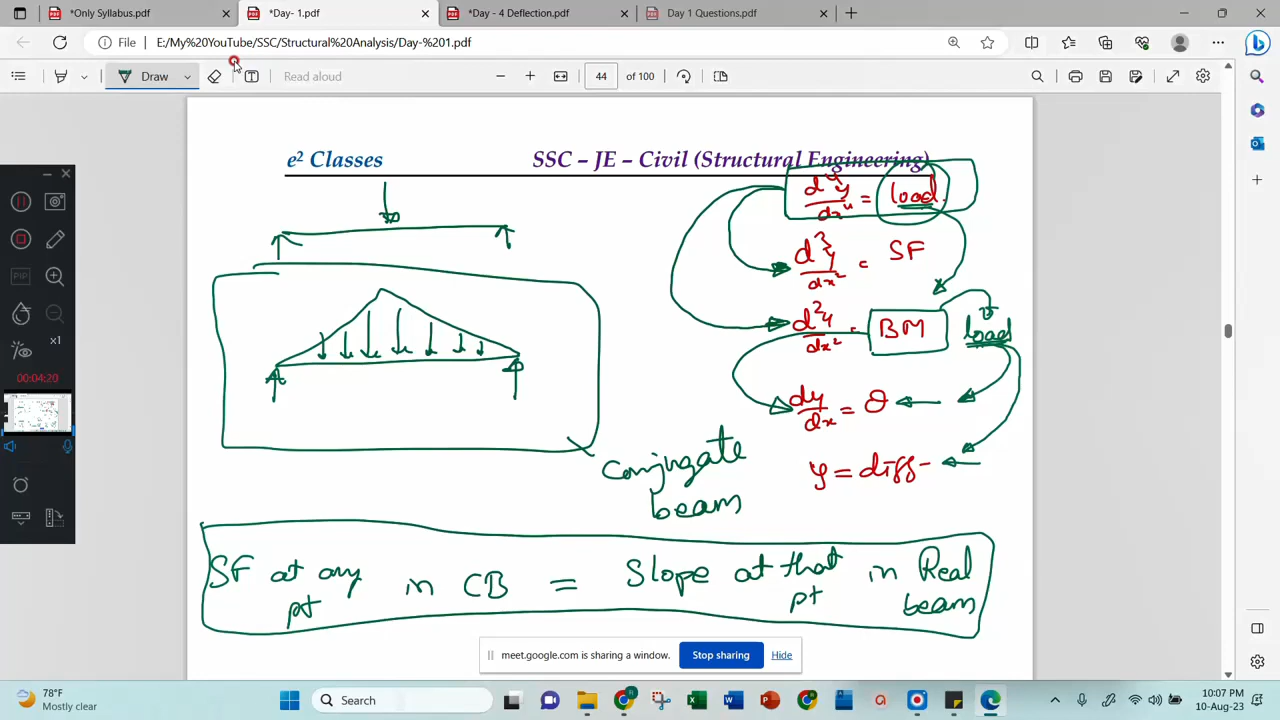 *Only Syllabus.pdf
*Day- 1.pdf
*Day - 4 Deflection.pdf
Day 1 Questions.pdf
File
E:/My%20YouTube/SSC/Structural%20Analysis/Day-%201.pdf
Draw
Read aloud
44 of 100
e² Classes
SSC – JE – Civil (Structural Engineering)
d⁴y/dx⁴ = load.
d³y/dx² = SF
d²y/dx² = BM
load
dy/dx = θ
y = diff
conjugate
beam
SF at any pt in CB = Slope at that pt in Real beam
PIP
x1
00:04:20
meet.google.com is sharing a window.
Stop sharing
Hide
78°F
Mostly clear
Search
10:07 PM
10-Aug-23